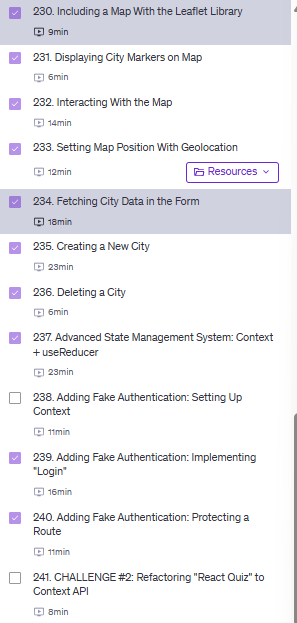 230. Including a Map With the Leaflet Library
9min
231. Displaying City Markers on Map
6min
232. Interacting With the Map
14min
233. Setting Map Position With Geolocation
12min
Resources
234. Fetching City Data in the Form
18min
235. Creating a New City
23min
236. Deleting a City
6min
237. Advanced State Management System: Context
+ useReducer
23min
238. Adding Fake Authentication: Setting Up
Context
11min
239. Adding Fake Authentication: Implementing
"Login"
16min
240. Adding Fake Authentication: Protecting a
Route
11min
241. CHALLENGE #2: Refactoring "React Quiz" to
Context API
8min